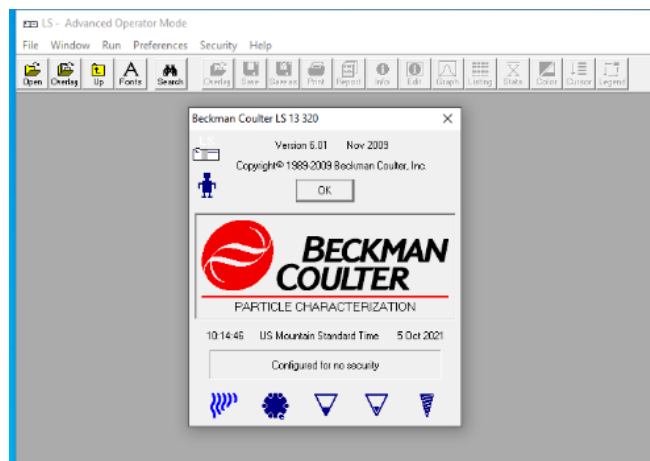 LS - Advanced Operator Mode
File Window Run Preferences Security Help
Open Overlay Up Fonts Search Overlay Save Save as Print Report Info Edit Graph Listing Stats Color Cursor Legend
Beckman Coulter LS 13 320
LS
Version 6.01 Nov 2009
Copyright© 1989-2009 Beckman Coulter, Inc.
OK
BECKMAN
COULTER
PARTICLE CHARACTERIZATION
10:14:46 US Mountain Standard Time 5 Oct 2021
Configured for no security